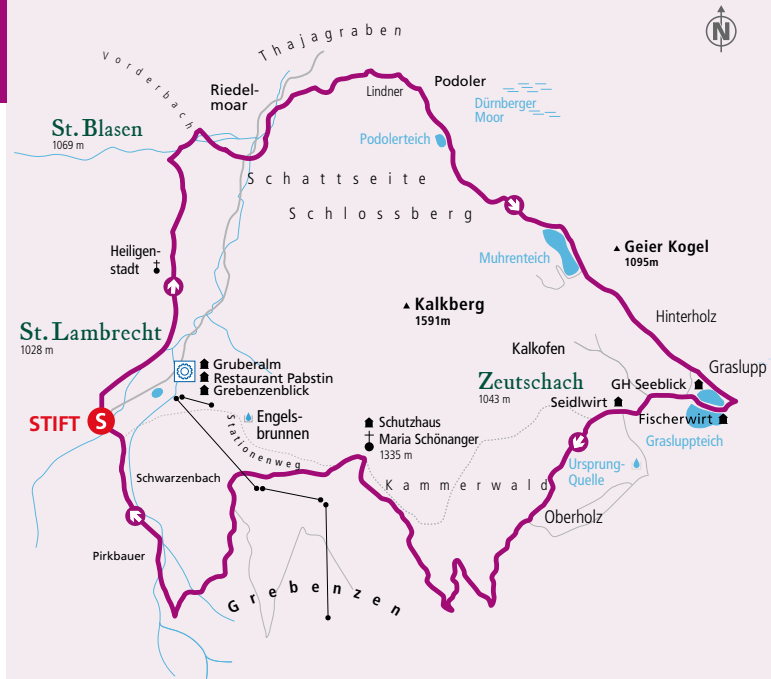 N
Thajagraben
Vorderbach
Riedel-
moar
Lindner
Podoler
Dürnberger
Moor
St. Blasen
1069 m
Podolerteich
Schattseite
Schlossberg
Heiligen-
stadt
Muhrenteich
Geier Kogel
1095m
Kalkberg
1591m
Hinterholz
St. Lambrecht
1028 m
Kalkofen
Graslupp
Gruberalm
Restaurant Pabstin
Grebenzenblick
Zeutschach
1043 m
GH Seeblick
Seidlwirt
STIFT
S
Engels-
brunnen
Stationenweg
Schutzhaus
Maria Schönanger
1335 m
Fischerwirt
Grasluppteich
Schwarzenbach
Kammerwald
Ursprung-
Quelle
Oberholz
Pirkbauer
Grebenzen